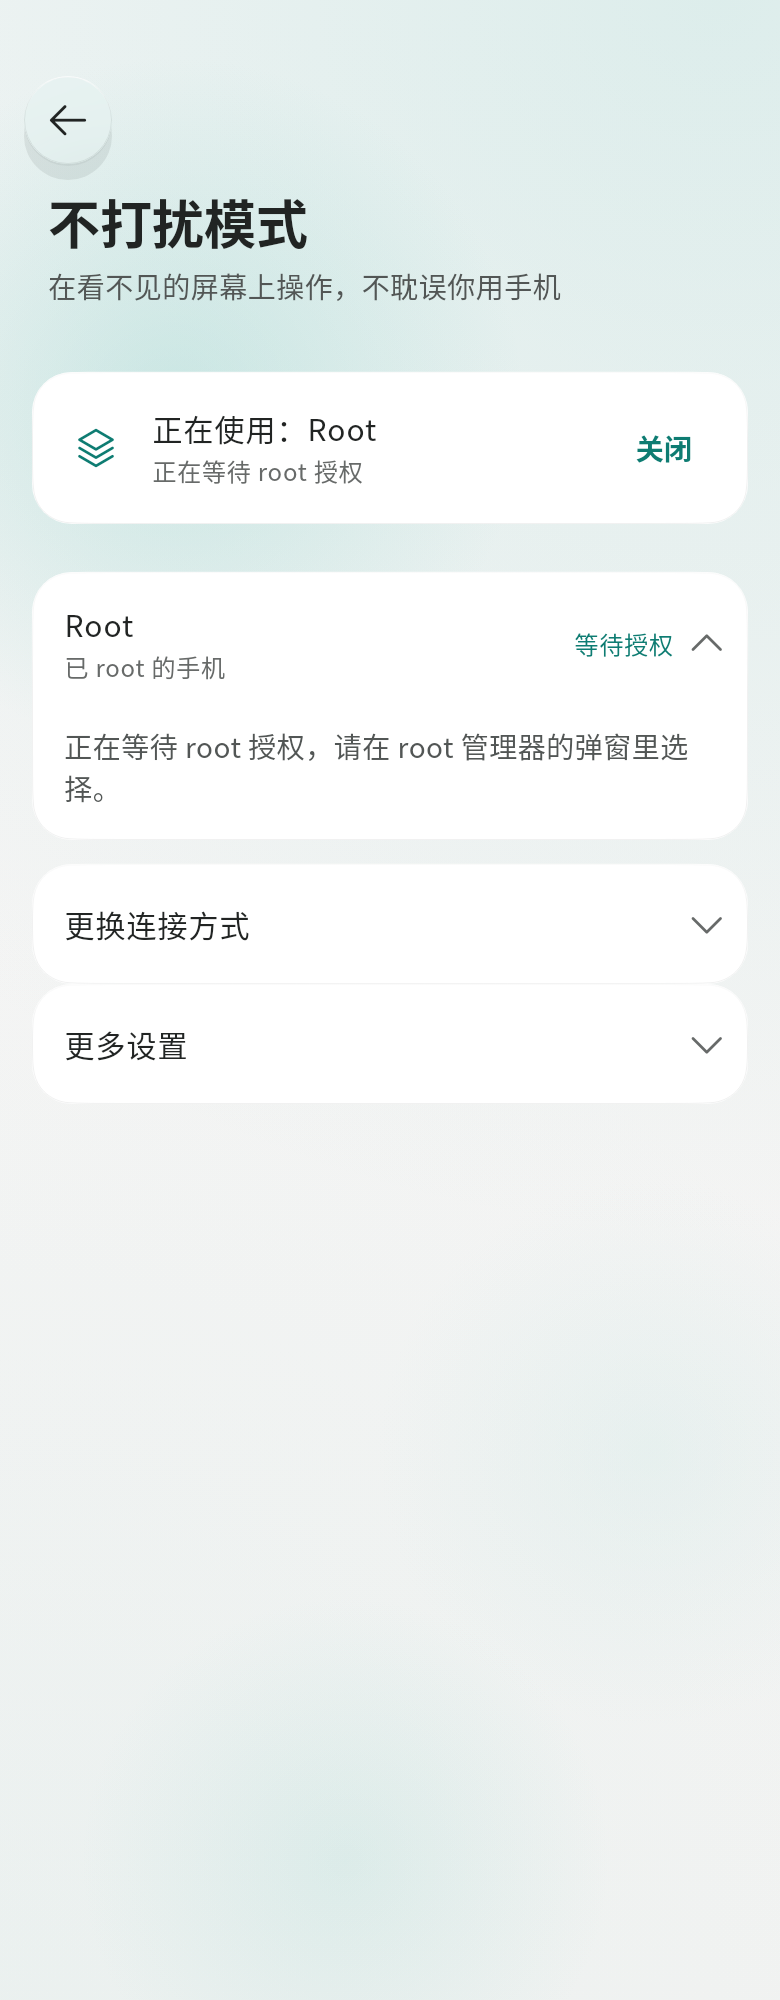 不打扰模式
在看不见的屏幕上操作，不耽误你用手机
正在使用：Root
正在等待 root 授权
关闭
Root
已 root 的手机
等待授权
正在等待 root 授权，请在 root 管理器的弹窗里选
择。
更换连接方式
更多设置